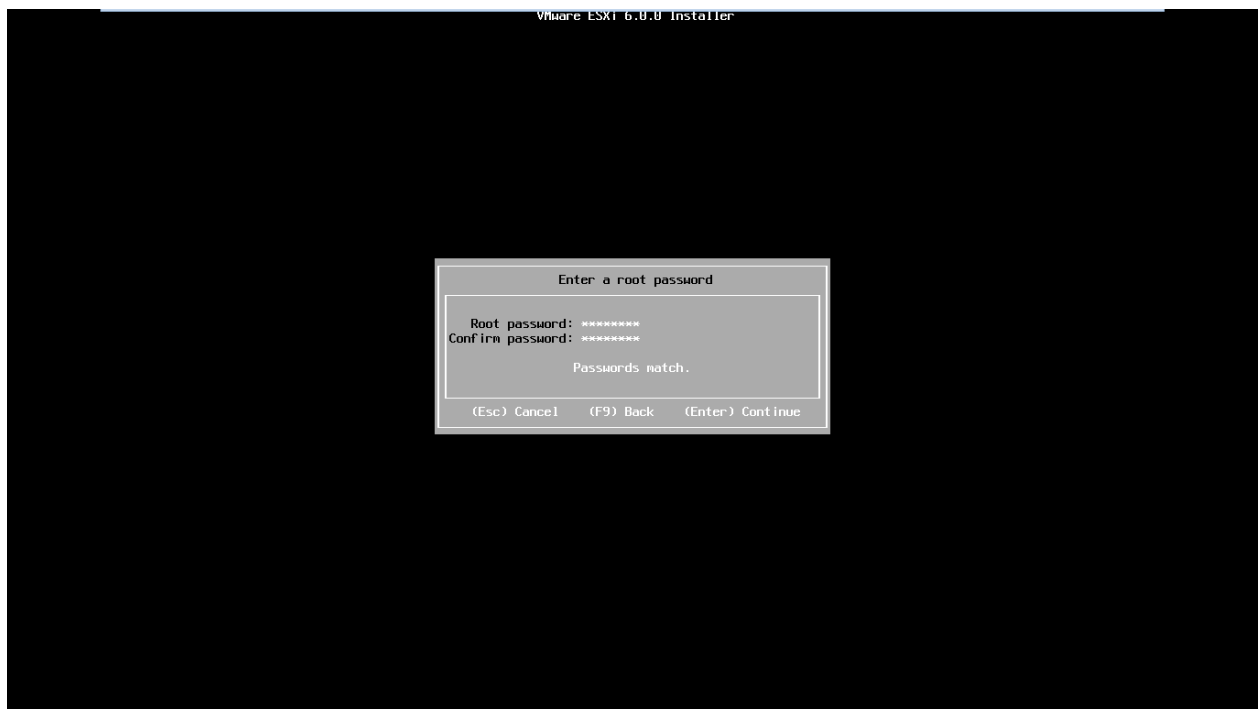 VMware ESXi 6.0.0 Installer
Enter a root password
Root password: ********
Confirm password: ********
Passwords match.
(Esc) Cancel (F9) Back (Enter) Continue